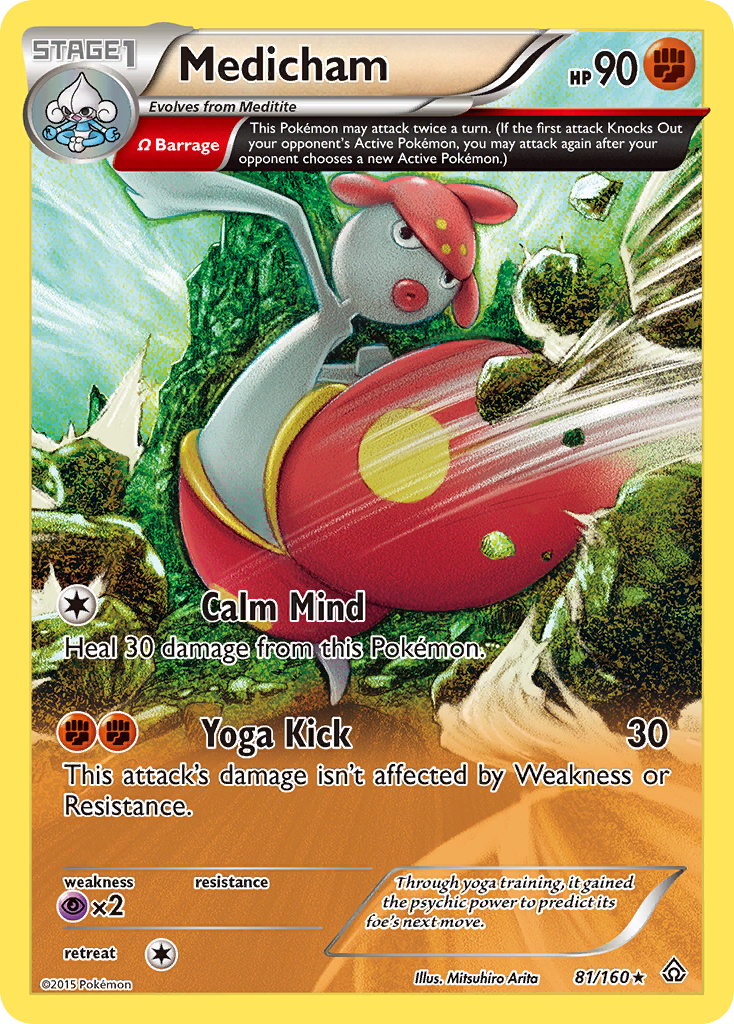 STAGE1
Medicham
HP 90
Evolves from Meditite
Ω Barrage
This Pokémon may attack twice a turn. (If the first attack Knocks Out
your opponent's Active Pokémon, you may attack again after your
opponent chooses a new Active Pokémon.)
Calm Mind
Heal 30 damage from this Pokémon.
Yoga Kick 30
This attack's damage isn't affected by Weakness or
Resistance.
weakness resistance
×2
retreat
Through yoga training, it gained
the psychic power to predict its
foe's next move.
©2015 Pokémon
Illus. Mitsuhiro Arita
81/160 ★